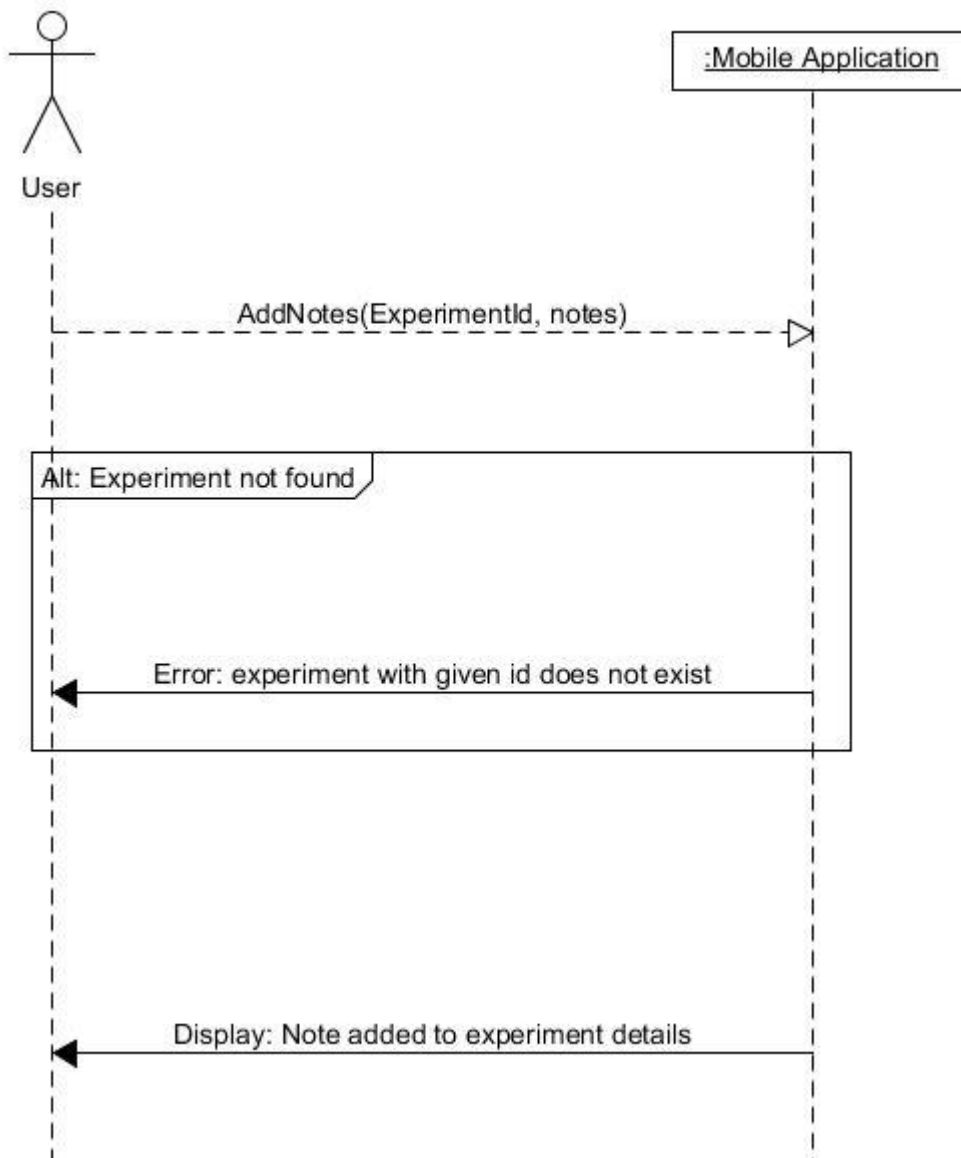 :Mobile Application
User
AddNotes(ExperimentId, notes)
Alt: Experiment not found
Error: experiment with given id does not exist
Display: Note added to experiment details